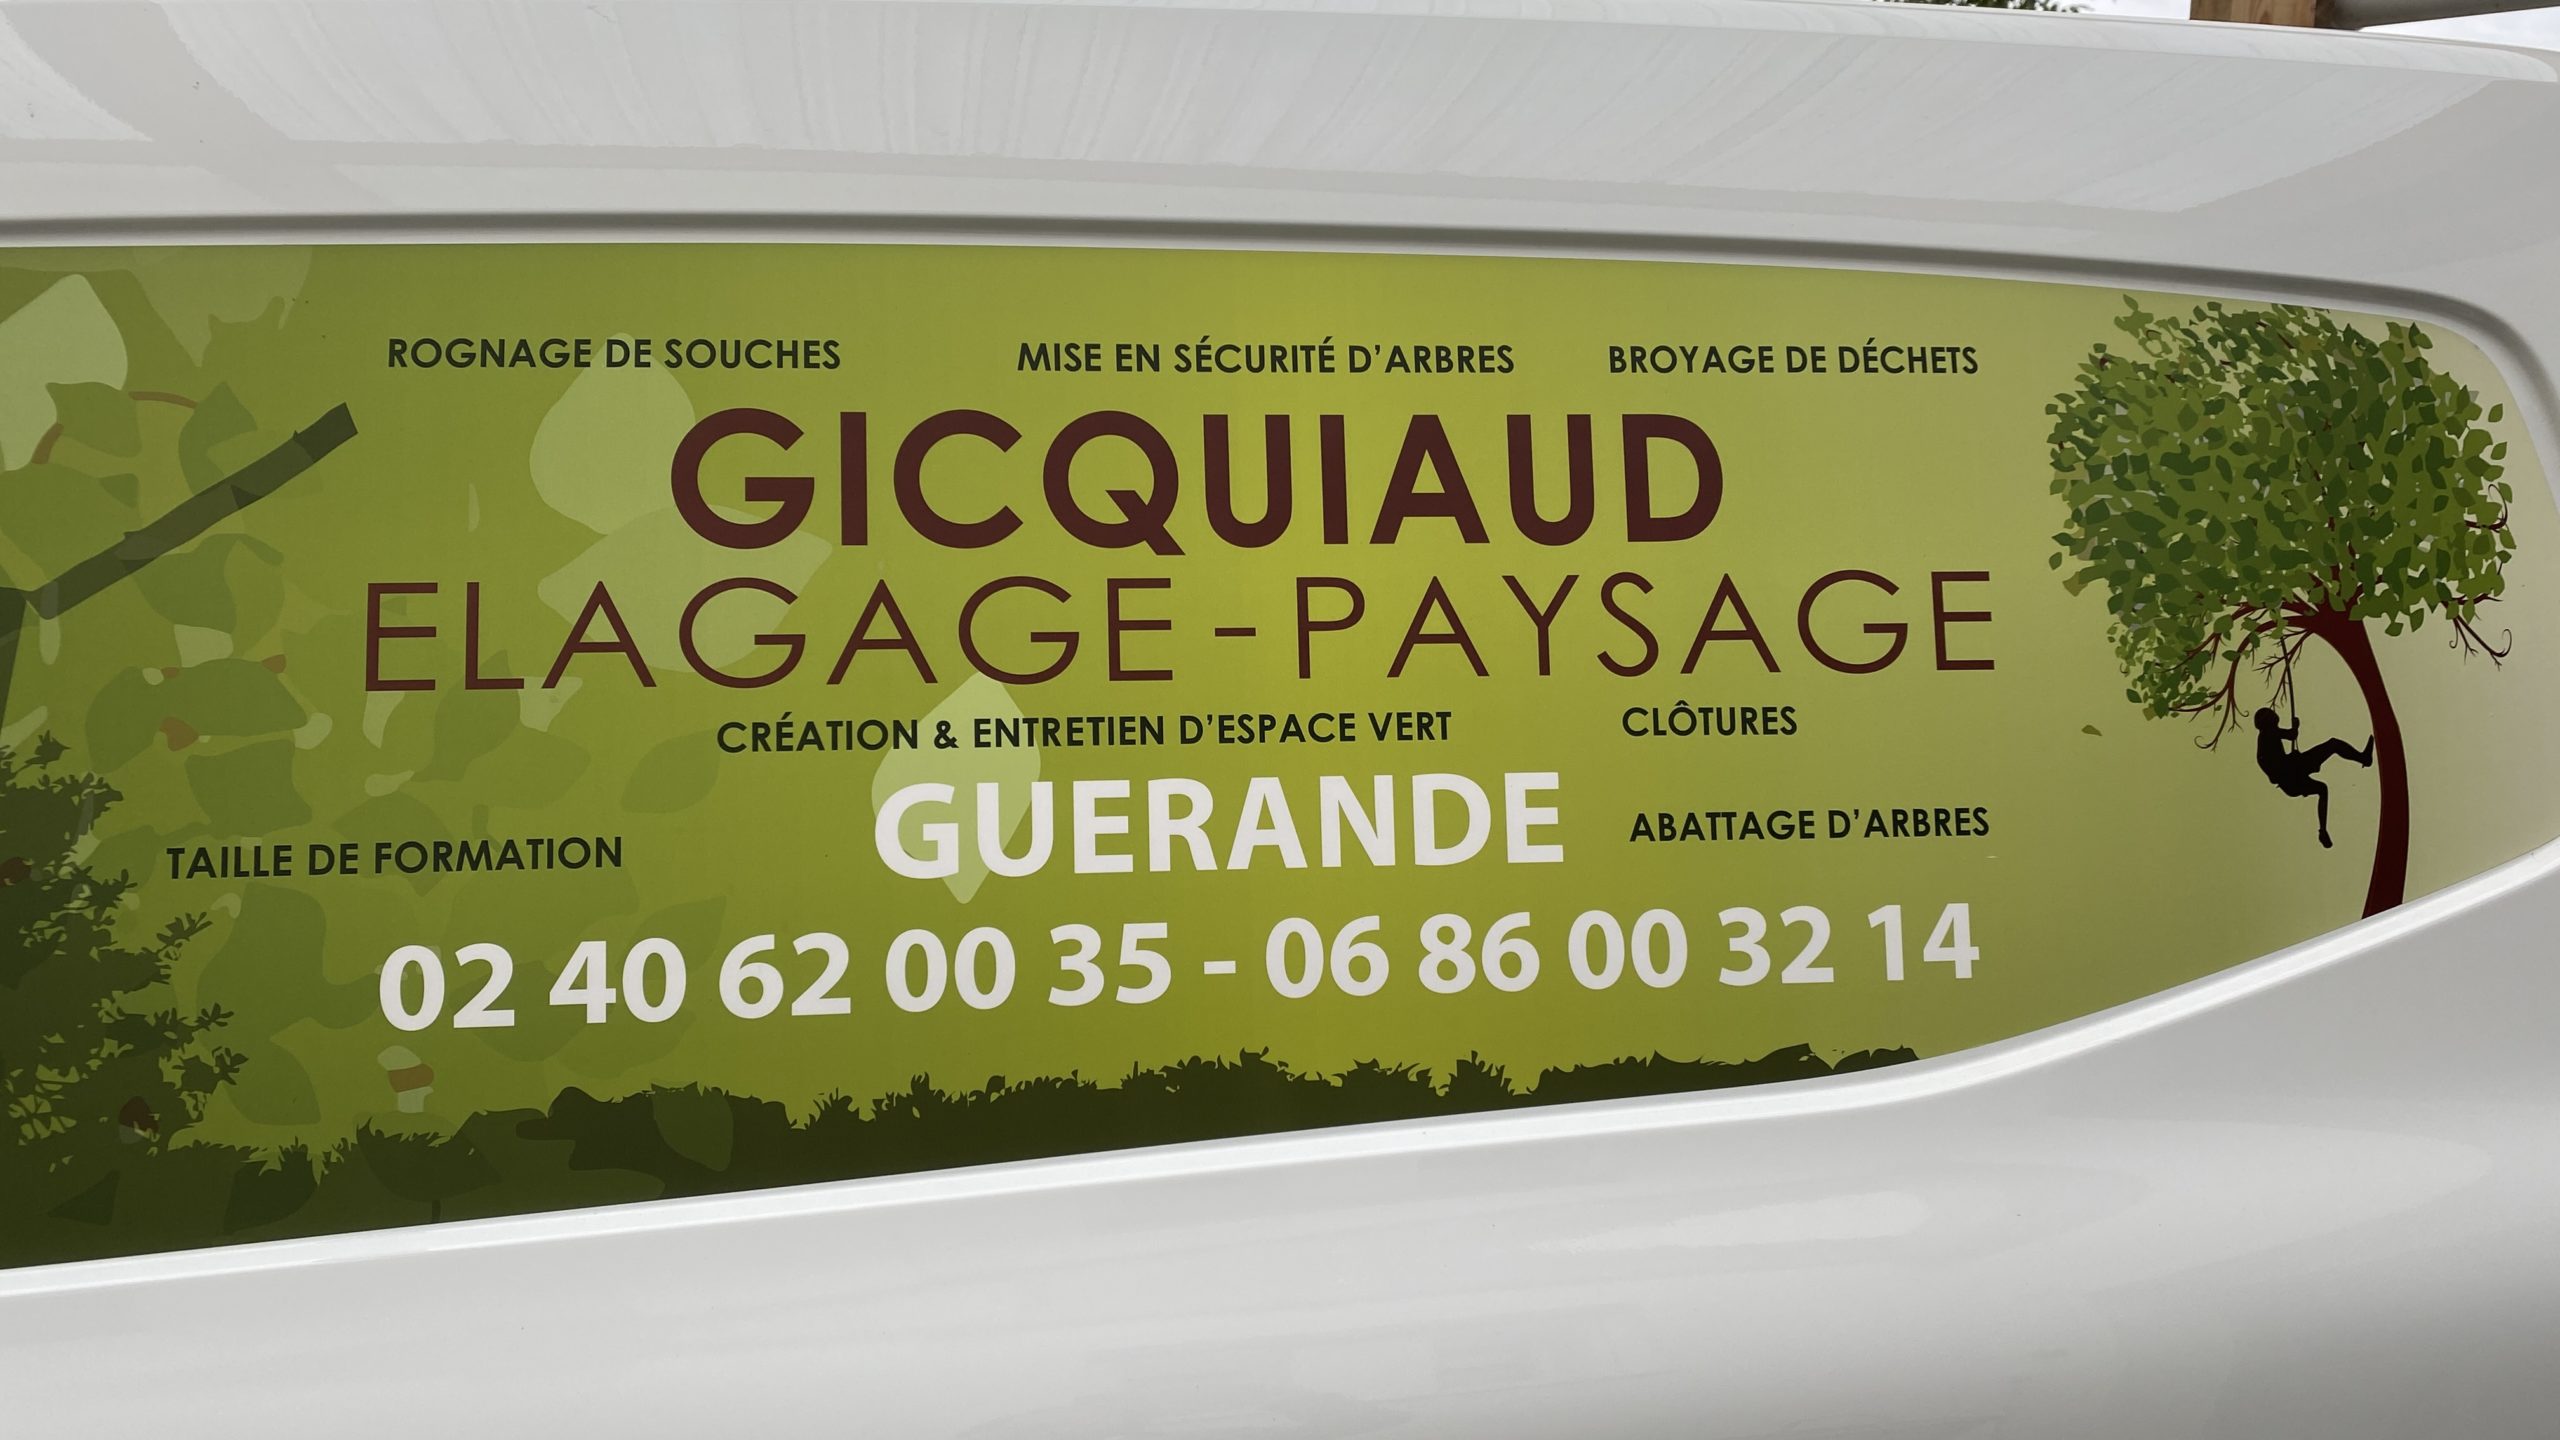 ROGNAGE DE SOUCHES MISE EN SÉCURITÉ D'ARBRES BROYAGE DE DÉCHETS
GICQUIAUD
ELAGAGE-PAYSAGE
CRÉATION & ENTRETIEN D'ESPACE VERT CLÔTURES
GUERANDE
TAILLE DE FORMATION ABATTAGE D'ARBRES
02 40 62 00 35 - 06 86 00 32 14